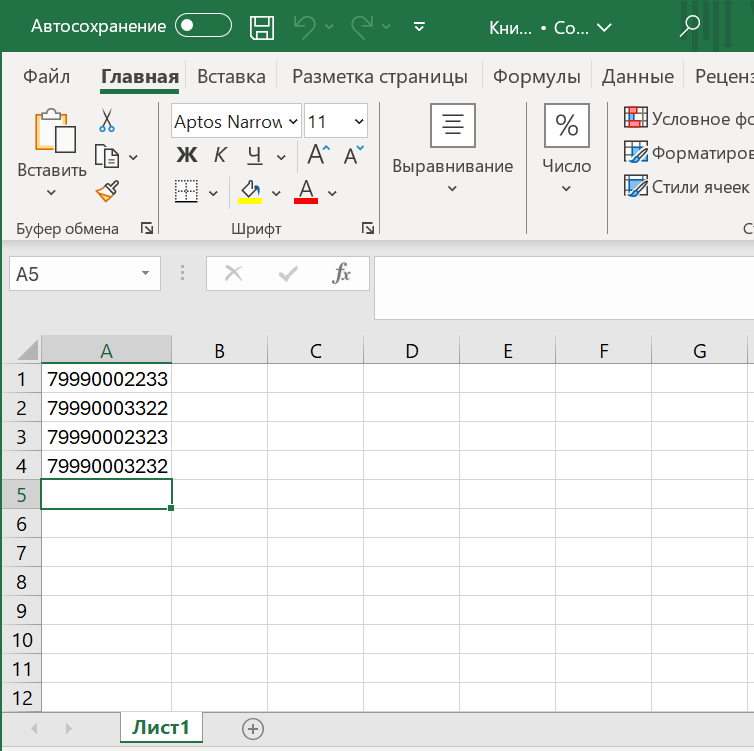 Автосохранение Кни... • Со...
Файл Главная Вставка Разметка страницы Формулы Данные Реценз
Aptos Narrow 11
Вставить
Ж К Ч А А
А
Буфер обмена
Шрифт
Выравнивание
%
Число
Условное фо
Форматиров
Стили ячеек
Ст
A5 fx
A B C D E F G
1 79990002233
2 79990003322
3 79990002323
4 79990003232
5
6
7
8
9
10
11
12
Лист1